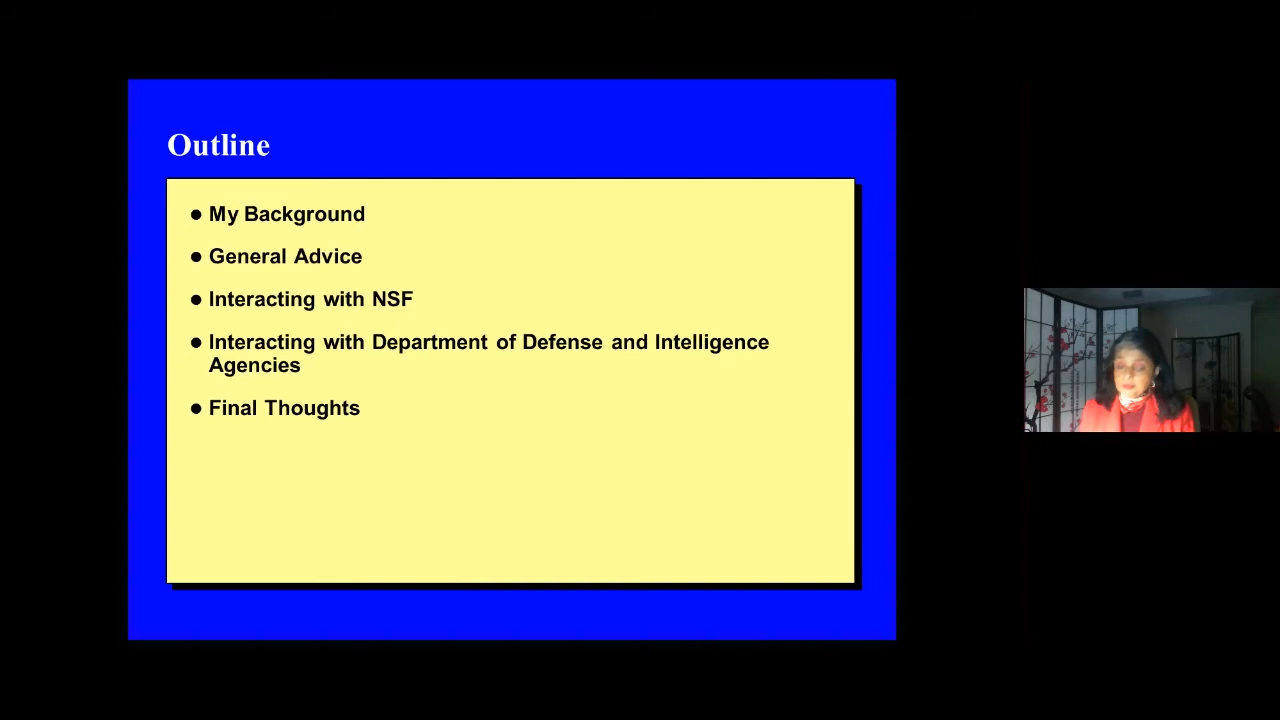 Outline
● My Background
● General Advice
● Interacting with NSF
● Interacting with Department of Defense and Intelligence
Agencies
● Final Thoughts